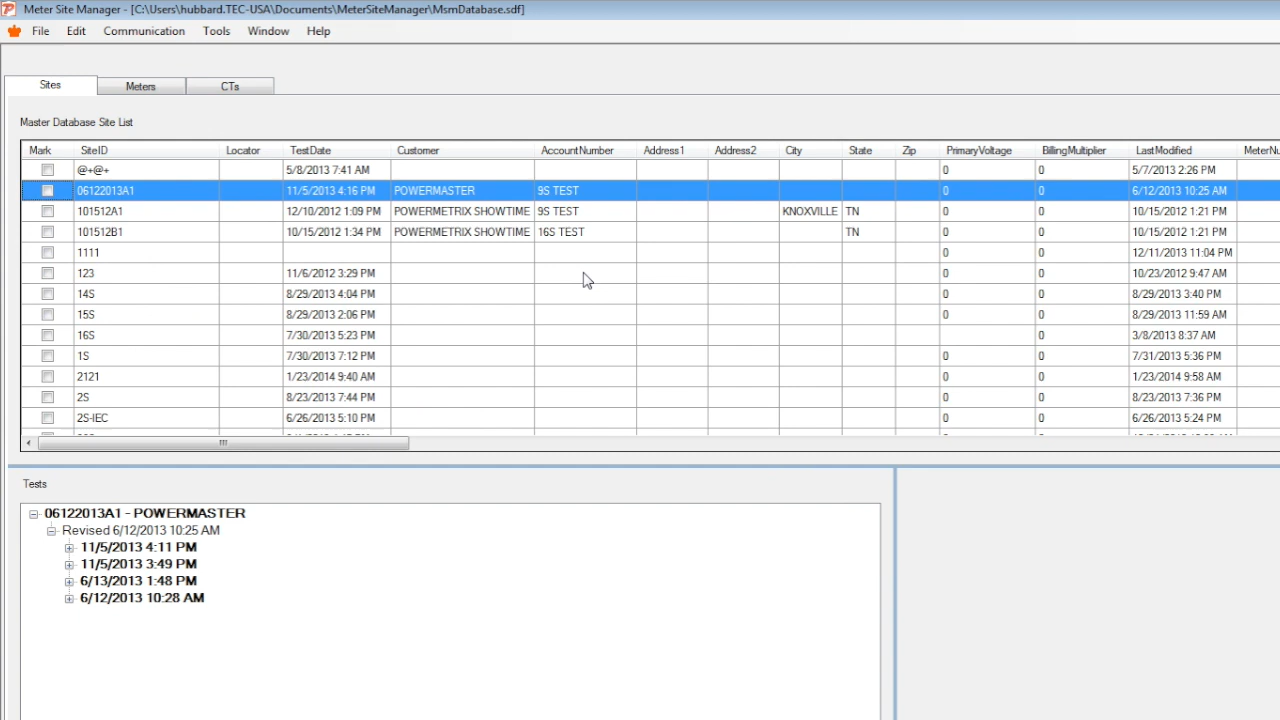 Meter Site Manager - [C:\Users\hubbard.TEC-USA\Documents\MeterSiteManager\MsmDatabase.sdf]
File Edit Communication Tools Window Help
Sites Meters CTs
Master Database Site List
Mark SiteID Locator TestDate Customer AccountNumber Address1 Address2 City State Zip PrimaryVoltage BillingMultiplier LastModified MeterNu
@+@+ 5/8/2013 7:41 AM 0 0 5/7/2013 2:26 PM
06122013A1 11/5/2013 4:16 PM POWERMASTER 9S TEST 0 0 6/12/2013 10:25 AM
101512A1 12/10/2012 1:09 PM POWERMETRIX SHOWTIME 9S TEST KNOXVILLE TN 0 0 10/15/2012 1:21 PM
101512B1 10/15/2012 1:34 PM POWERMETRIX SHOWTIME 16S TEST TN 0 0 10/15/2012 1:21 PM
1111 0 0 12/11/2013 11:04 PM
123 11/6/2012 3:29 PM 0 0 10/23/2012 9:47 AM
14S 8/29/2013 4:04 PM 0 0 8/29/2013 3:40 PM
15S 8/29/2013 2:06 PM 0 0 8/29/2013 11:59 AM
16S 7/30/2013 5:23 PM 0 3/8/2013 8:37 AM
1S 7/30/2013 7:12 PM 0 0 7/31/2013 5:36 PM
2121 1/23/2014 9:40 AM 0 0 1/23/2014 9:58 AM
2S 8/23/2013 7:44 PM 0 0 8/23/2013 7:36 PM
2S-IEC 6/26/2013 5:10 PM 0 0 6/26/2013 5:24 PM
Tests
06122013A1 - POWERMASTER
Revised 6/12/2013 10:25 AM
11/5/2013 4:11 PM
11/5/2013 3:49 PM
6/13/2013 1:48 PM
6/12/2013 10:28 AM